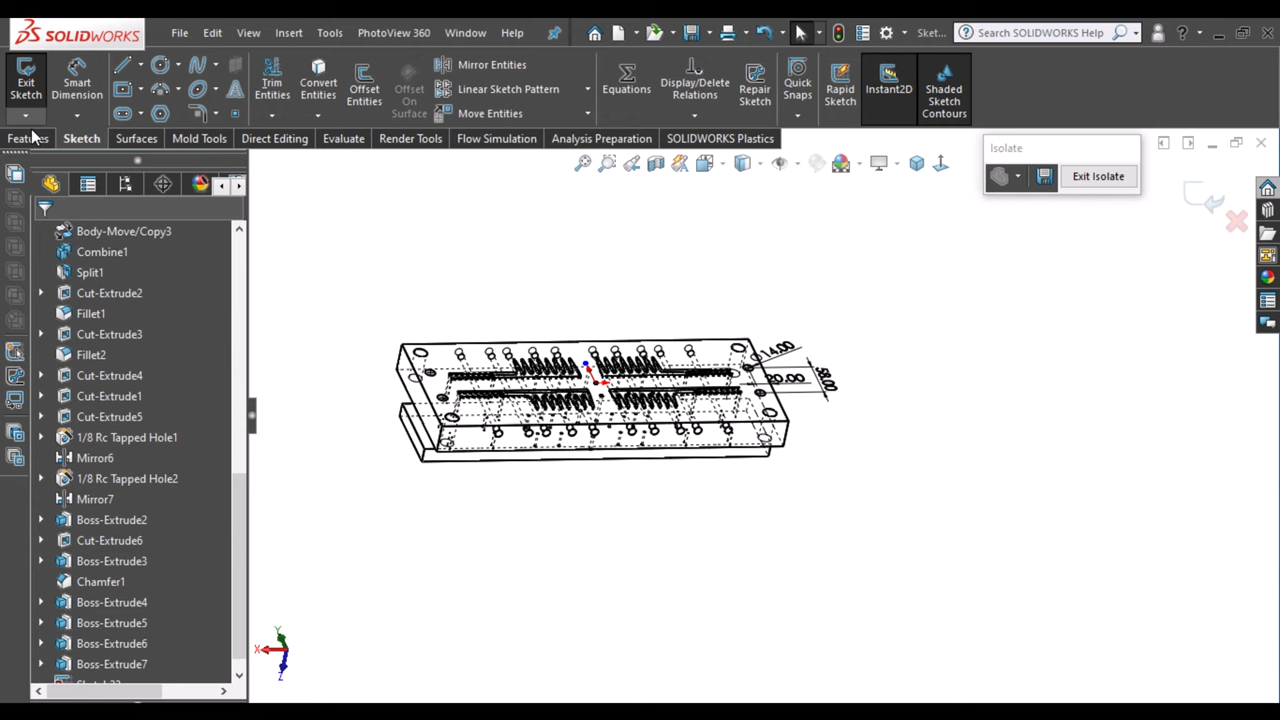 SOLIDWORKS File Edit View Insert Tools PhotoView 360 Window Help Sket... Search SOLIDWORKS Help ?
Exit Sketch
Smart Dimension
Trim Entities
Convert Entities
Offset Entities
Offset On Surface
Mirror Entities
Linear Sketch Pattern
Move Entities
Equations
Display/Delete Relations
Repair Sketch
Quick Snaps
Rapid Sketch
Instant2D
Shaded Sketch Contours
Features Sketch Surfaces Mold Tools Direct Editing Evaluate Render Tools Flow Simulation Analysis Preparation SOLIDWORKS Plastics
Isolate
Exit Isolate
Body-Move/Copy3
Combine1
Split1
Cut-Extrude2
Fillet1
Cut-Extrude3
Fillet2
Cut-Extrude4
Cut-Extrude1
Cut-Extrude5
1/8 Rc Tapped Hole1
Mirror6
1/8 Rc Tapped Hole2
Mirror7
Boss-Extrude2
Cut-Extrude6
Boss-Extrude3
Chamfer1
Boss-Extrude4
Boss-Extrude5
Boss-Extrude6
Boss-Extrude7
14.00
58.00
Y
X
Z